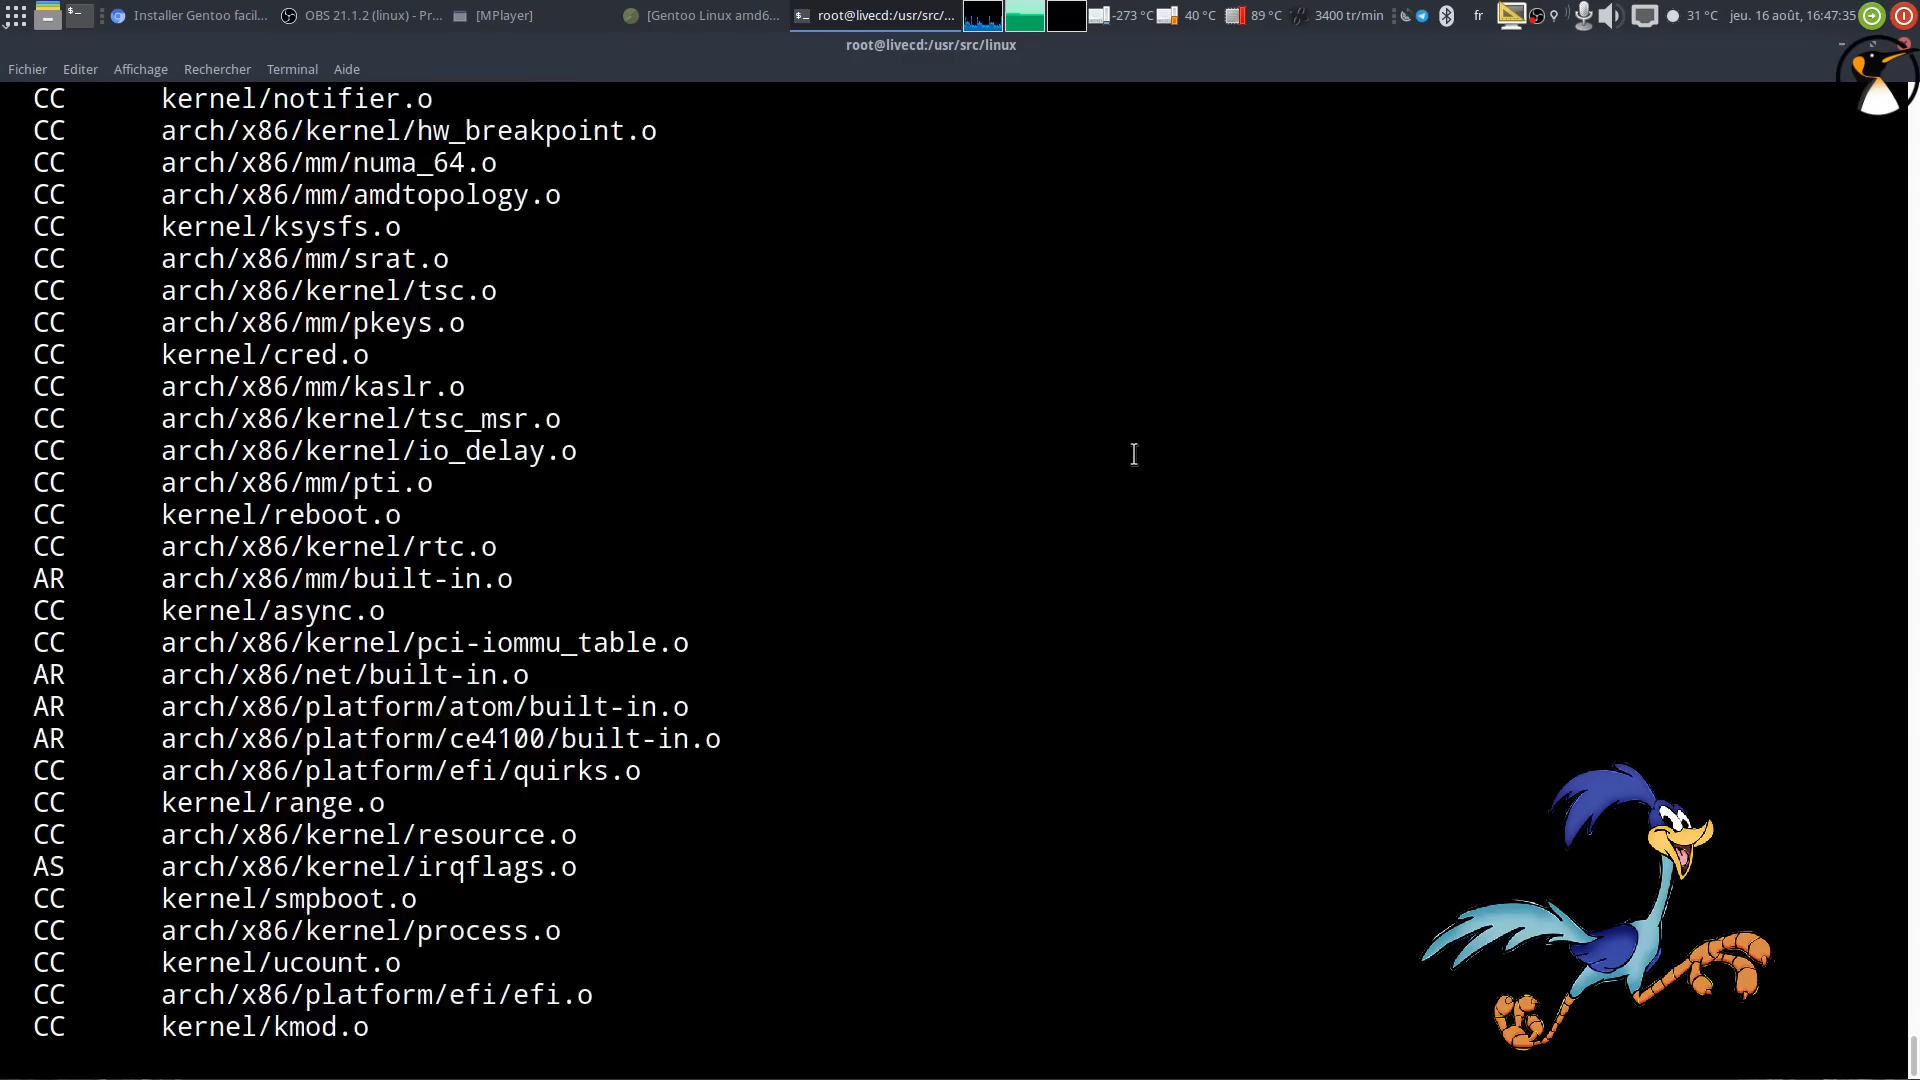 Installer Gentoo facil...
OBS 21.1.2 (linux) - Pr...
[MPlayer]
[Gentoo Linux amd6...
root@livecd:/usr/src/...
-273 °C
40 °C
89 °C
3400 tr/min
fr
31 °C
jeu. 16 août, 16:47:35
root@livecd:/usr/src/linux
Fichier Editer Affichage Rechercher Terminal Aide
CC kernel/notifier.o
CC arch/x86/kernel/hw_breakpoint.o
CC arch/x86/mm/numa_64.o
CC arch/x86/mm/amdtopology.o
CC kernel/ksysfs.o
CC arch/x86/mm/srat.o
CC arch/x86/kernel/tsc.o
CC arch/x86/mm/pkeys.o
CC kernel/cred.o
CC arch/x86/mm/kaslr.o
CC arch/x86/kernel/tsc_msr.o
CC arch/x86/kernel/io_delay.o
CC arch/x86/mm/pti.o
CC kernel/reboot.o
CC arch/x86/kernel/rtc.o
AR arch/x86/mm/built-in.o
CC kernel/async.o
CC arch/x86/kernel/pci-iommu_table.o
AR arch/x86/net/built-in.o
AR arch/x86/platform/atom/built-in.o
AR arch/x86/platform/ce4100/built-in.o
CC arch/x86/platform/efi/quirks.o
CC kernel/range.o
CC arch/x86/kernel/resource.o
AS arch/x86/kernel/irqflags.o
CC kernel/smpboot.o
CC arch/x86/kernel/process.o
CC kernel/ucount.o
CC arch/x86/platform/efi/efi.o
CC kernel/kmod.o